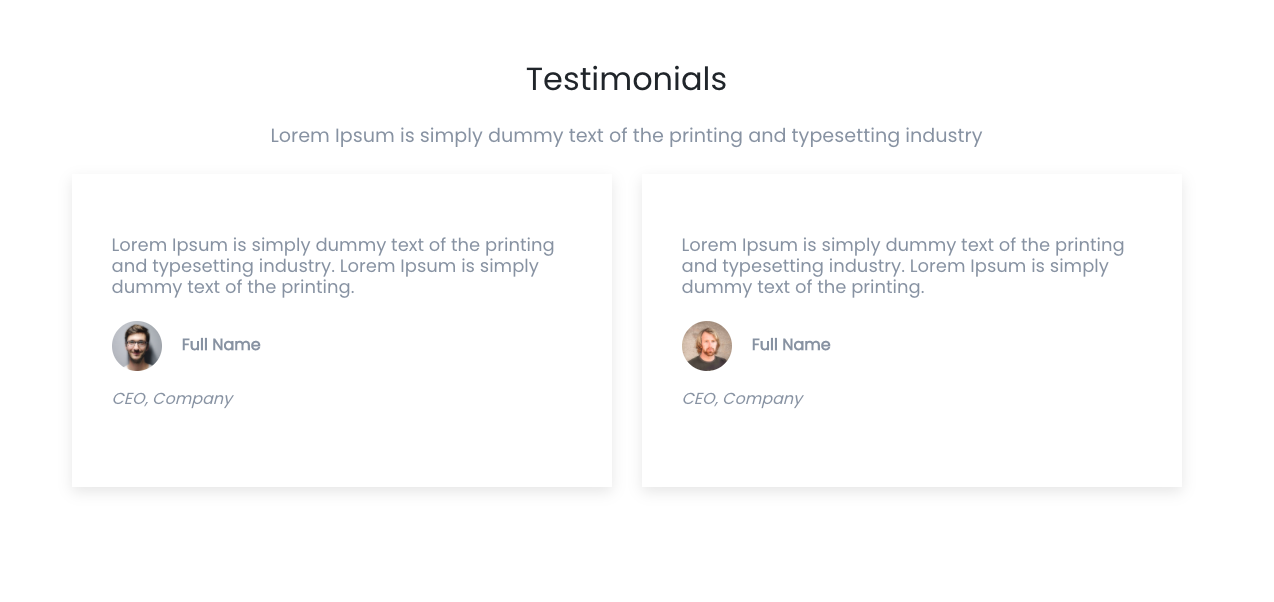 Testimonials
Lorem Ipsum is simply dummy text of the printing and typesetting industry
Lorem Ipsum is simply dummy text of the printing
and typesetting industry. Lorem Ipsum is simply
dummy text of the printing.
Full Name
CEO, Company
Lorem Ipsum is simply dummy text of the printing
and typesetting industry. Lorem Ipsum is simply
dummy text of the printing.
Full Name
CEO, Company